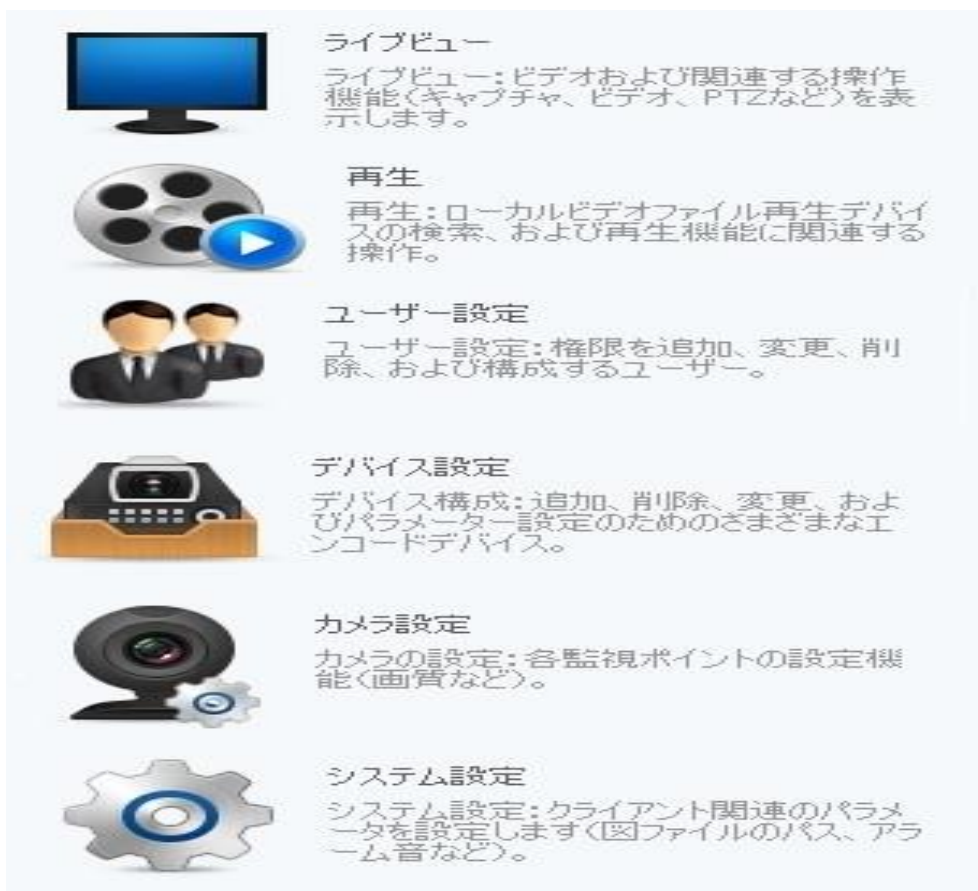 ライブビュー
ライブビュー：ビデオおよび関連する操作
機能(キャプチャ、ビデオ、PTZなど)を表
示します。
再生
再生：ローカルビデオファイル再生デバイ
スの検索、および再生機能に関連する
操作。
ユーザー設定
ユーザー設定：権限を追加、変更、削
除、および構成するユーザー。
デバイス設定
デバイス構成：追加、削除、変更、およ
びパラメーター設定のためのさまざまなエ
ンコードデバイス。
カメラ設定
カメラの設定：各監視ポイントの設定機
能(画質など)。
システム設定
システム設定：クライアント関連のパラメ
ータを設定します(図ファイルのパス、アラ
ーム音など)。